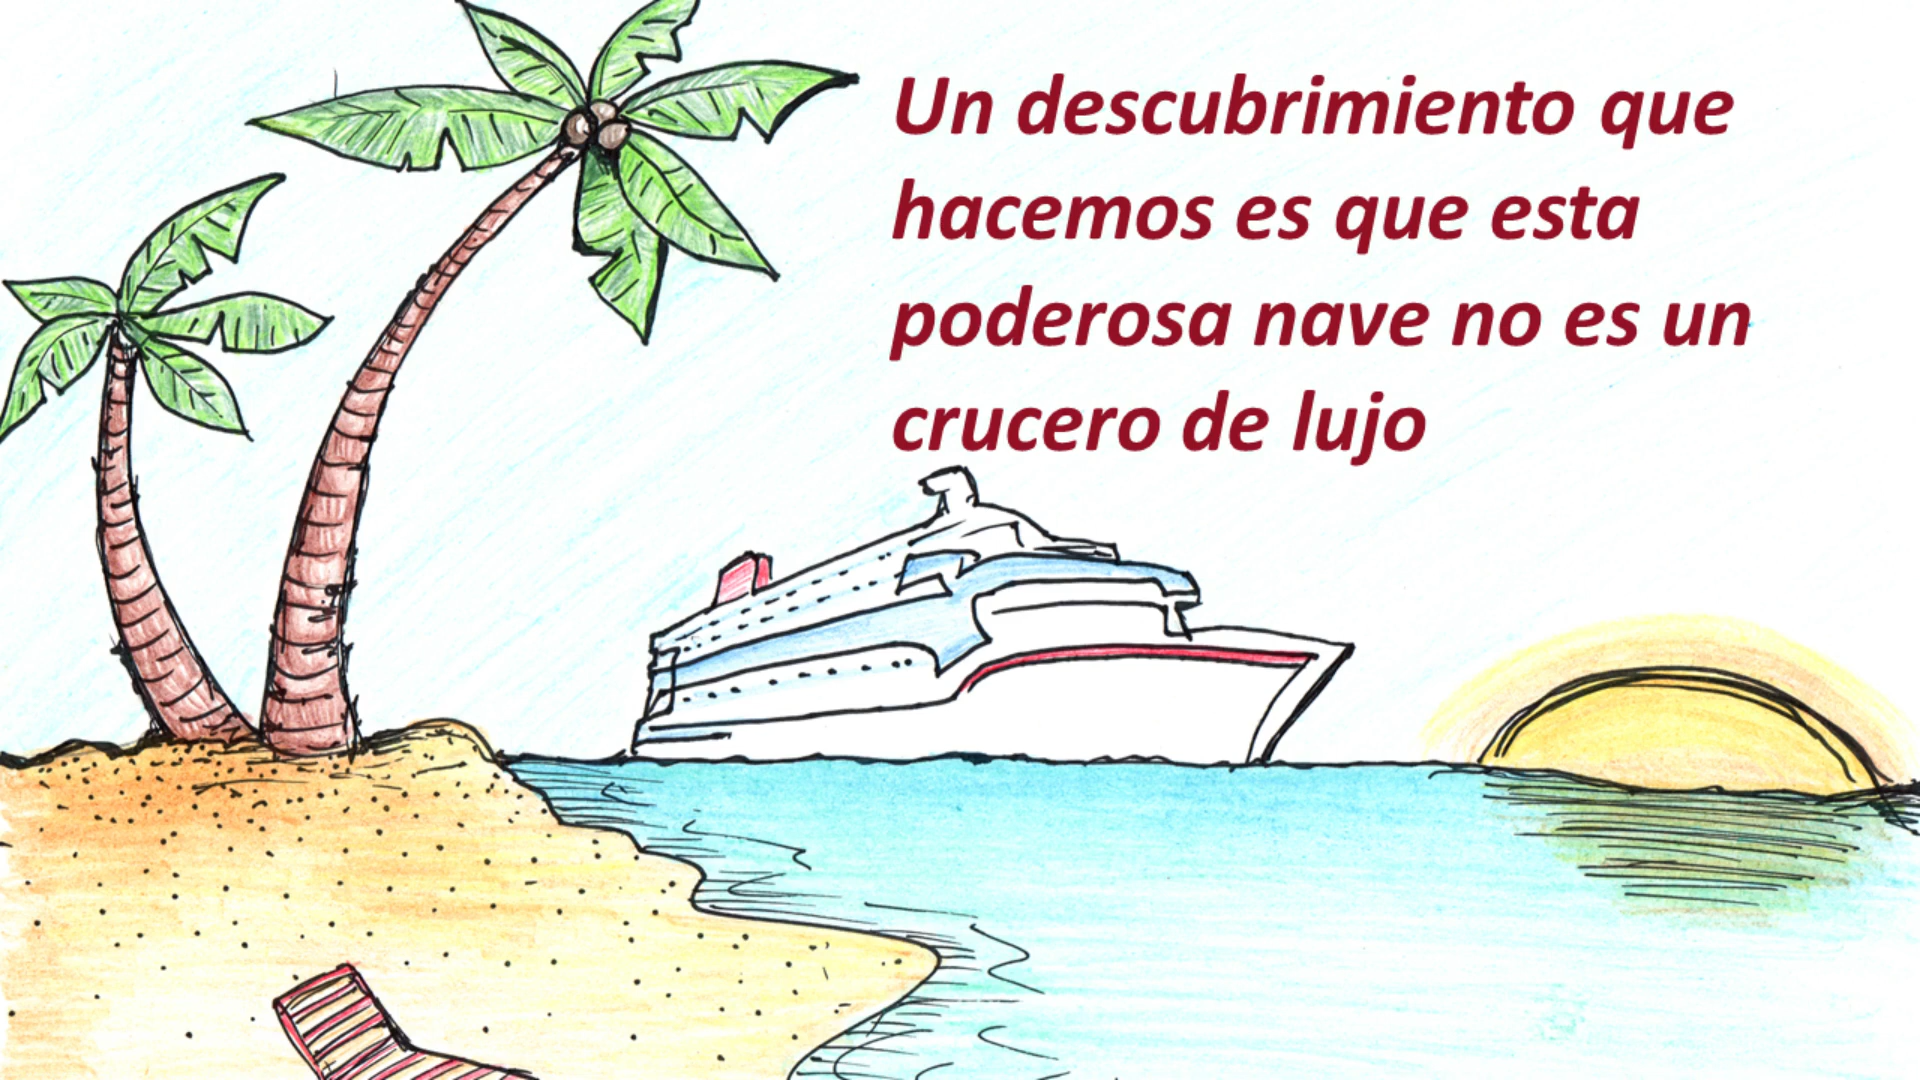 Un descubrimiento que
hacemos es que esta
poderosa nave no es un
crucero de lujo